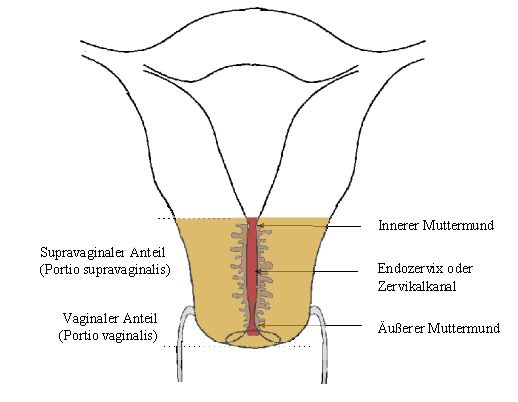 Innerer Muttermund
Supravaginaler Anteil
(Portio supravaginalis)
Endozervix oder
Zervikalkanal
Vaginaler Anteil
(Portio vaginalis)
Äußerer Muttermund